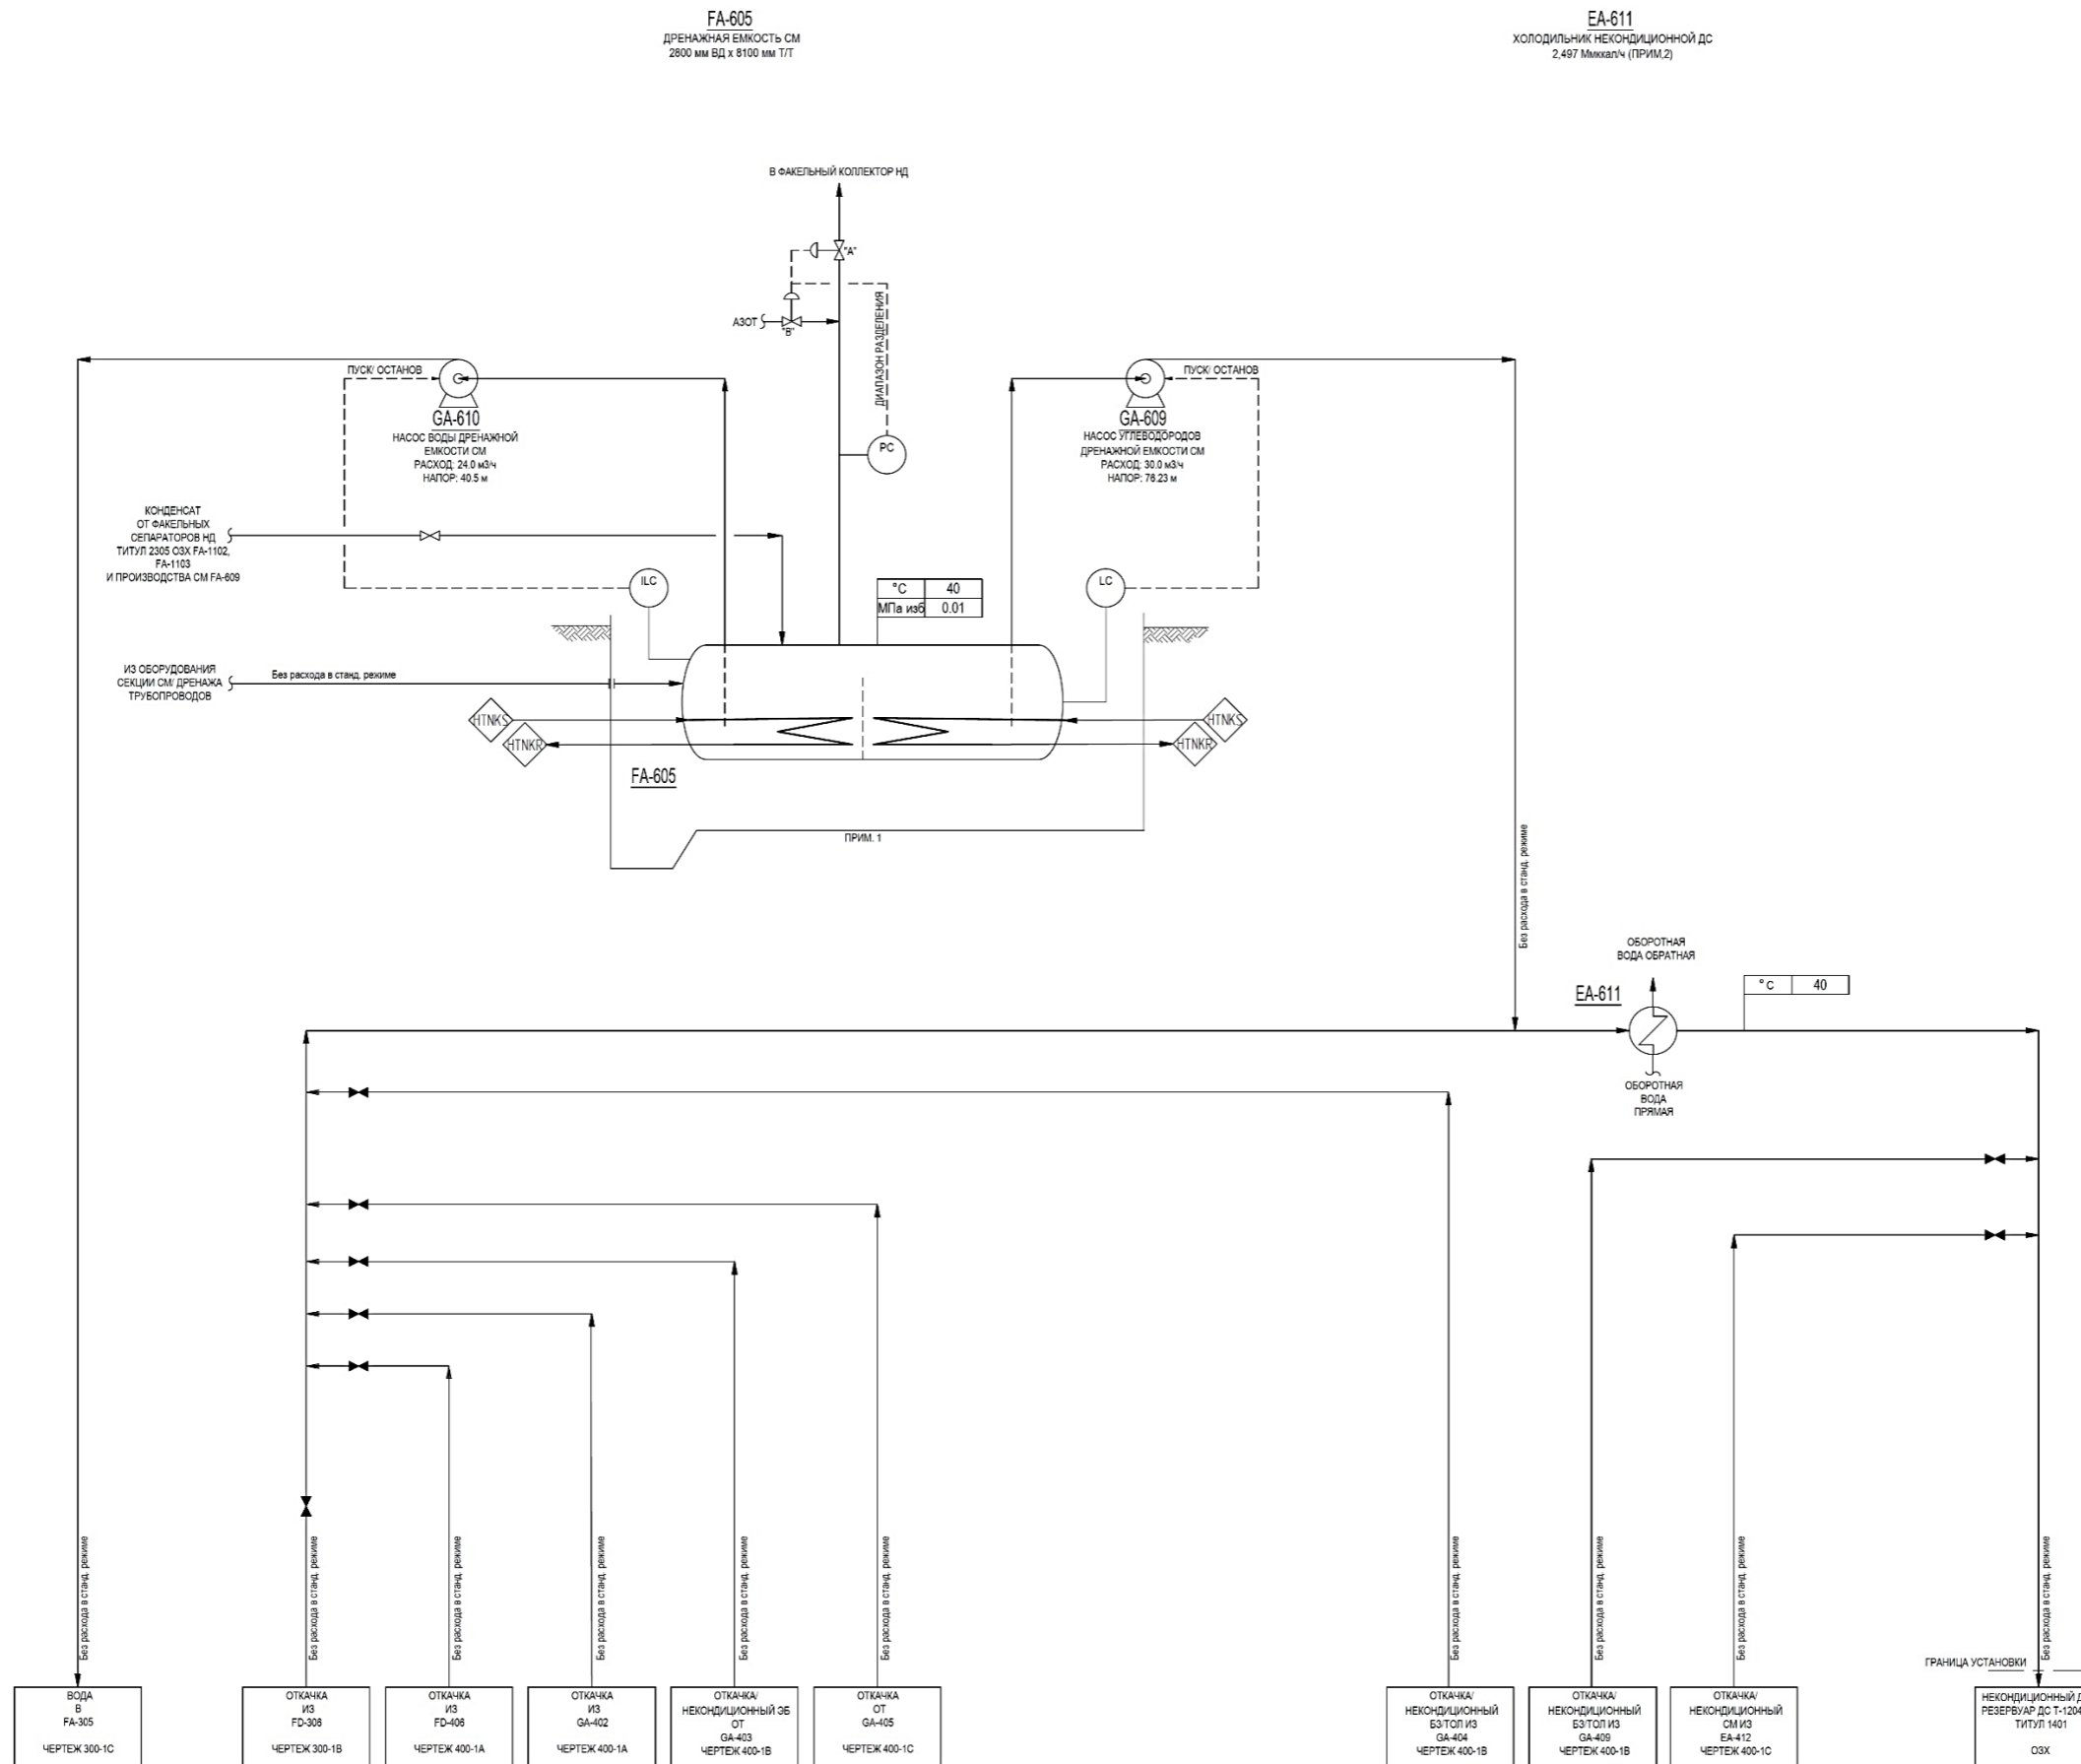 FA-605
ДРЕНАЖНАЯ ЕМКОСТЬ СМ
2800 мм ВД x 8100 мм Т/Т
EA-611
ХОЛОДИЛЬНИК НЕКОНДИЦИОННОЙ ДС
2,497 Ммккал/ч (ПРИМ,2)
В ФАКЕЛЬНЫЙ КОЛЛЕКТОР НД
"A"
ДИАПАЗОН РАЗДЕЛЕНИЯ
АЗОТ
"B"
ПУСК/ ОСТАНОВ
GA-610
НАСОС ВОДЫ ДРЕНАЖНОЙ
ЕМКОСТИ СМ
РАСХОД: 24.0 м3/ч
НАПОР: 40.5 м
PC
ПУСК/ ОСТАНОВ
GA-609
НАСОС УГЛЕВОДОРОДОВ
ДРЕНАЖНОЙ ЕМКОСТИ СМ
РАСХОД: 30.0 м3/ч
НАПОР: 76.23 м
КОНДЕНСАТ
ОТ ФАКЕЛЬНЫХ
СЕПАРАТОРОВ НД
ТИТУЛ 2305 ОЗХ FA-1102,
FA-1103
И ПРОИЗВОДСТВА СМ FA-609
ILC
°C 40
МПа изб 0.01
LC
ИЗ ОБОРУДОВАНИЯ
СЕКЦИИ СМ/ ДРЕНАЖА
ТРУБОПРОВОДОВ
Без расхода в станд. режиме
HTNKS
HTNKR
HTNKS
HTNKR
FA-605
ПРИМ. 1
Без расхода в станд. режиме
ОБОРОТНАЯ
ВОДА ОБРАТНАЯ
EA-611
°C 40
ОБОРОТНАЯ
ВОДА
ПРЯМАЯ
Без расхода в станд. режиме
Без расхода в станд. режиме
Без расхода в станд. режиме
Без расхода в станд. режиме
Без расхода в станд. режиме
Без расхода в станд. режиме
Без расхода в станд. режиме
Без расхода в станд. режиме
Без расхода в станд. режиме
Без расхода в станд. режиме
ГРАНИЦА УСТАНОВКИ
ВОДА
В
FA-305
ЧЕРТЕЖ 300-1C
ОТКАЧКА
ИЗ
FD-306
ЧЕРТЕЖ 300-1B
ОТКАЧКА
ИЗ
FD-406
ЧЕРТЕЖ 400-1A
ОТКАЧКА
ИЗ
GA-402
ЧЕРТЕЖ 400-1A
ОТКАЧКА/
НЕКОНДИЦИОННЫЙ ЭБ
ОТ
GA-403
ЧЕРТЕЖ 400-1B
ОТКАЧКА
ОТ
GA-405
ЧЕРТЕЖ 400-1C
ОТКАЧКА/
НЕКОНДИЦИОННЫЙ
БЗ/ТОЛ ИЗ
GA-404
ЧЕРТЕЖ 400-1B
ОТКАЧКА/
НЕКОНДИЦИОННЫЙ
БЗ/ТОЛ ИЗ
GA-409
ЧЕРТЕЖ 400-1B
ОТКАЧКА/
НЕКОНДИЦИОННЫЙ
СМ ИЗ
EA-412
ЧЕРТЕЖ 400-1C
НЕКОНДИЦИОННЫЙ
РЕЗЕРВУАР ДС Т-1204
ТИТУЛ 1401
ОЗХ